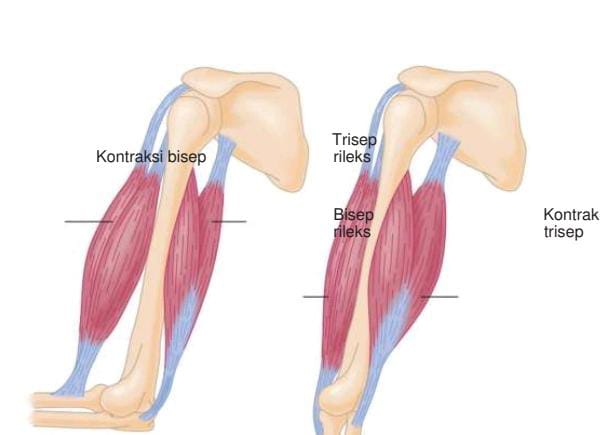 Kontraksi bisep
Trisep
rileks
Bisep
rileks
Kontrak
trisep